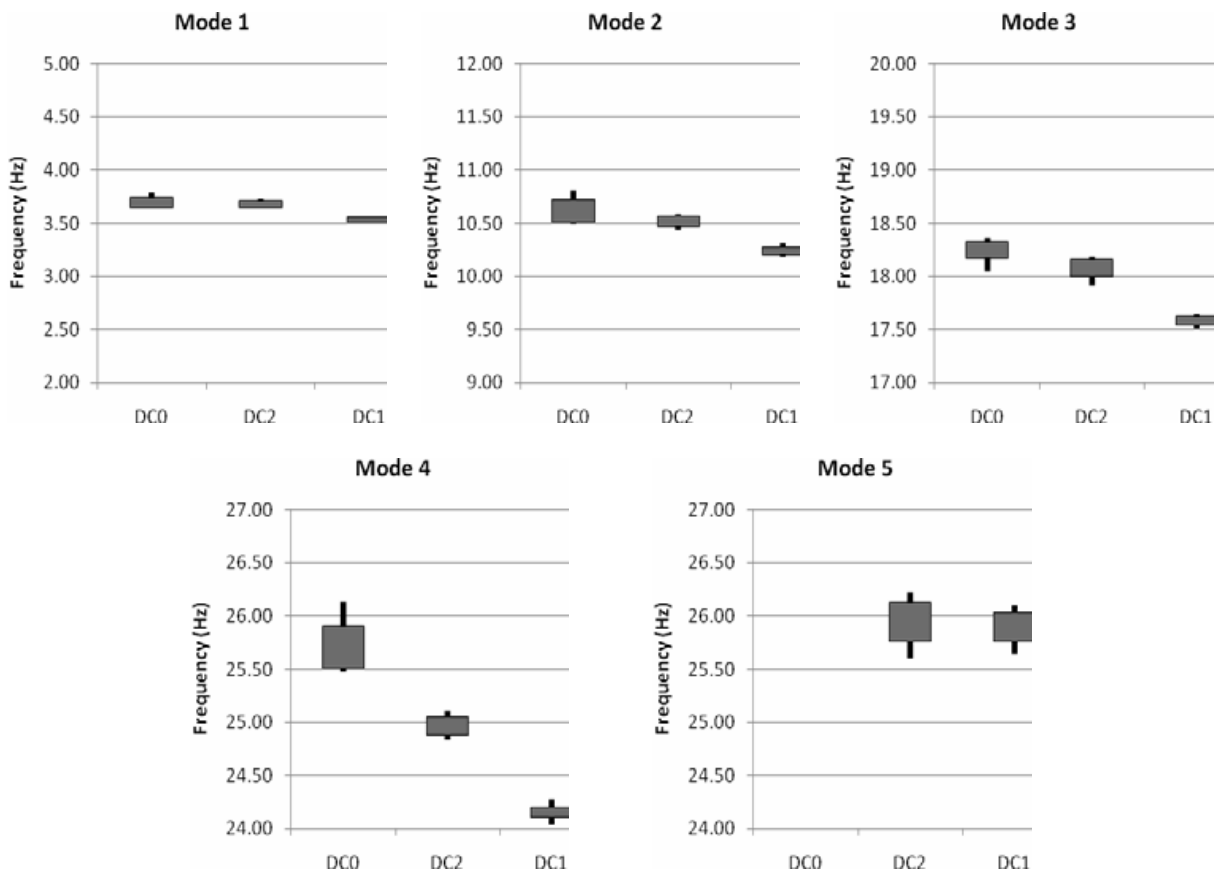 Mode 1
Frequency (Hz)
5.00
4.50
4.00
3.50
3.00
2.50
2.00
DC0 DC2 DC1
Mode 2
Frequency (Hz)
12.00
11.50
11.00
10.50
10.00
9.50
9.00
DC0 DC2 DC1
Mode 3
Frequency (Hz)
20.00
19.50
19.00
18.50
18.00
17.50
17.00
DC0 DC2 DC1
Mode 4
Frequency (Hz)
27.00
26.50
26.00
25.50
25.00
24.50
24.00
DC0 DC2 DC1
Mode 5
Frequency (Hz)
27.00
26.50
26.00
25.50
25.00
24.50
24.00
DC0 DC2 DC1